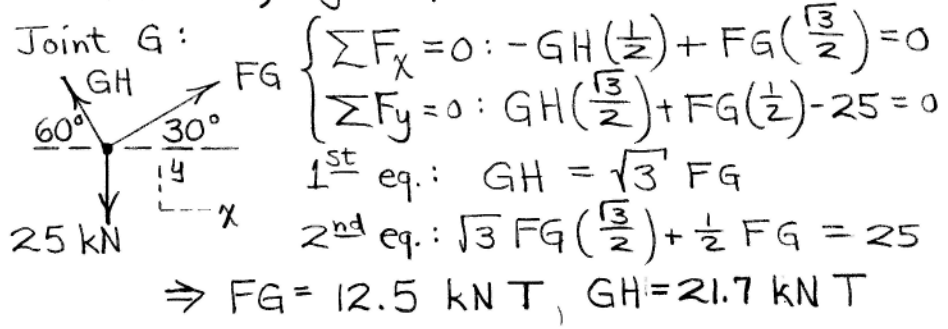 Joint G:
GH
FG
60°
30°
y
x
25 kN
ΣFx = 0: -GH(1/2) + FG(√3/2) = 0
ΣFy = 0: GH(√3/2) + FG(1/2) - 25 = 0
1st eq.: GH = √3 FG
2nd eq.: √3 FG(√3/2) + 1/2 FG = 25
⇒ FG = 12.5 kN T, GH = 21.7 kN T